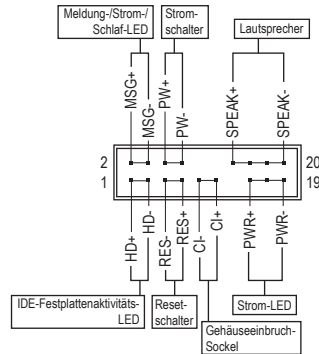 Meldung-/Strom-/
Schlaf-LED
Strom-
schalter
Lautsprecher
MSG+
MSG-
PW+
PW-
SPEAK+
SPEAK-
2
20
1
19
HD+
HD-
RES-
RES+
CI-
CI+
PWR+
PWR-
IDE-Festplattenaktivitäts-
LED
Reset-
schalter
Strom-LED
Gehäuseeinbruch-
Sockel